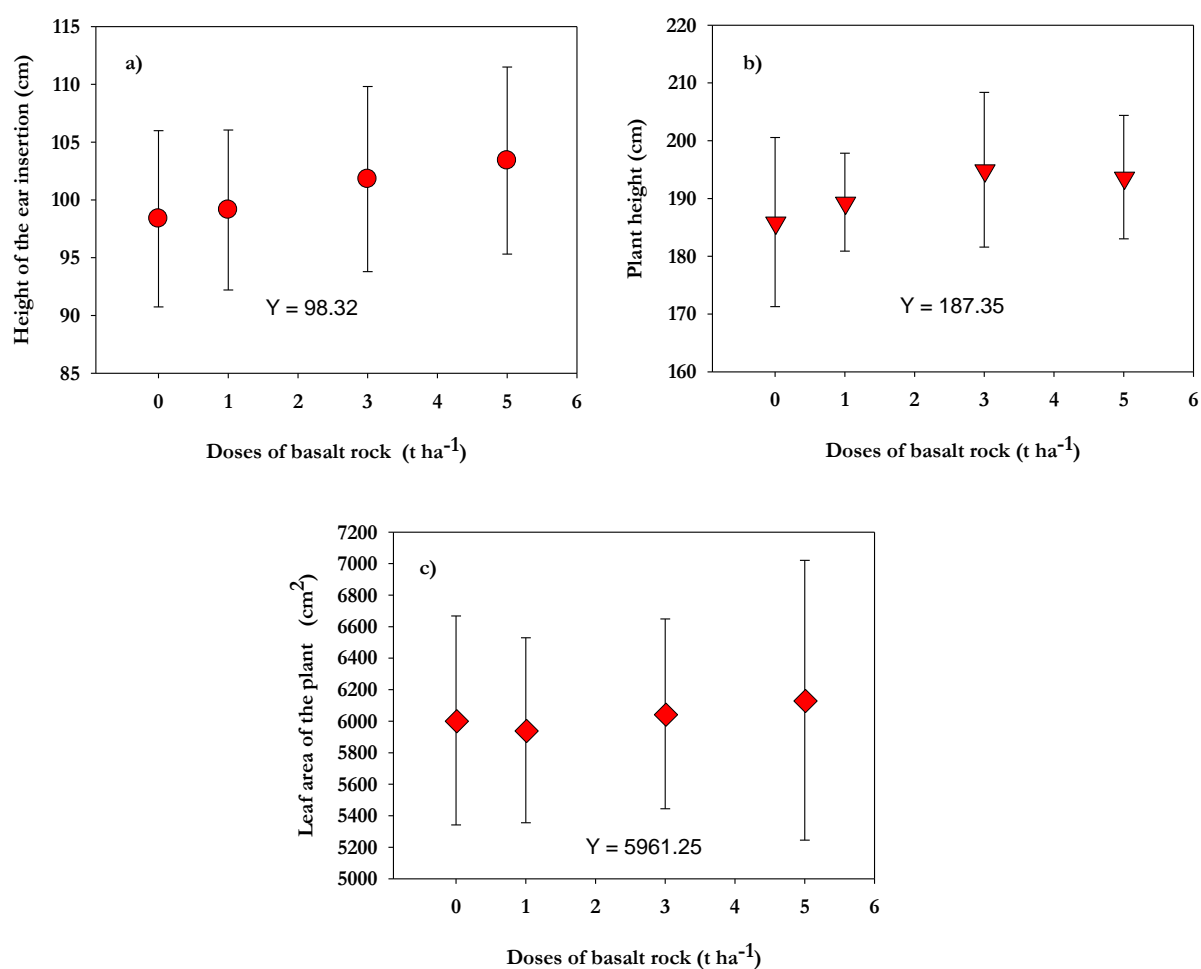 a)
Height of the ear insertion (cm)
115
110
105
100
95
90
85
Y = 98.32
0 1 2 3 4 5 6
Doses of basalt rock (t ha-1)
b)
Plant height (cm)
220
210
200
190
180
170
160
Y = 187.35
0 1 2 3 4 5 6
Doses of basalt rock (t ha-1)
c)
Leaf area of the plant (cm2)
7200
7000
6800
6600
6400
6200
6000
5800
5600
5400
5200
5000
Y = 5961.25
0 1 2 3 4 5 6
Doses of basalt rock (t ha-1)